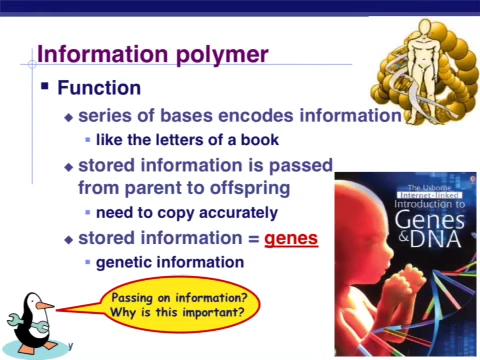 Information polymer
Function
series of bases encodes information
like the letters of a book
stored information is passed
from parent to offspring
need to copy accurately
stored information = genes
genetic information
The Usborne
Internet-linked
Introduction to
Genes
& DNA
Passing on information?
Why is this important?
y